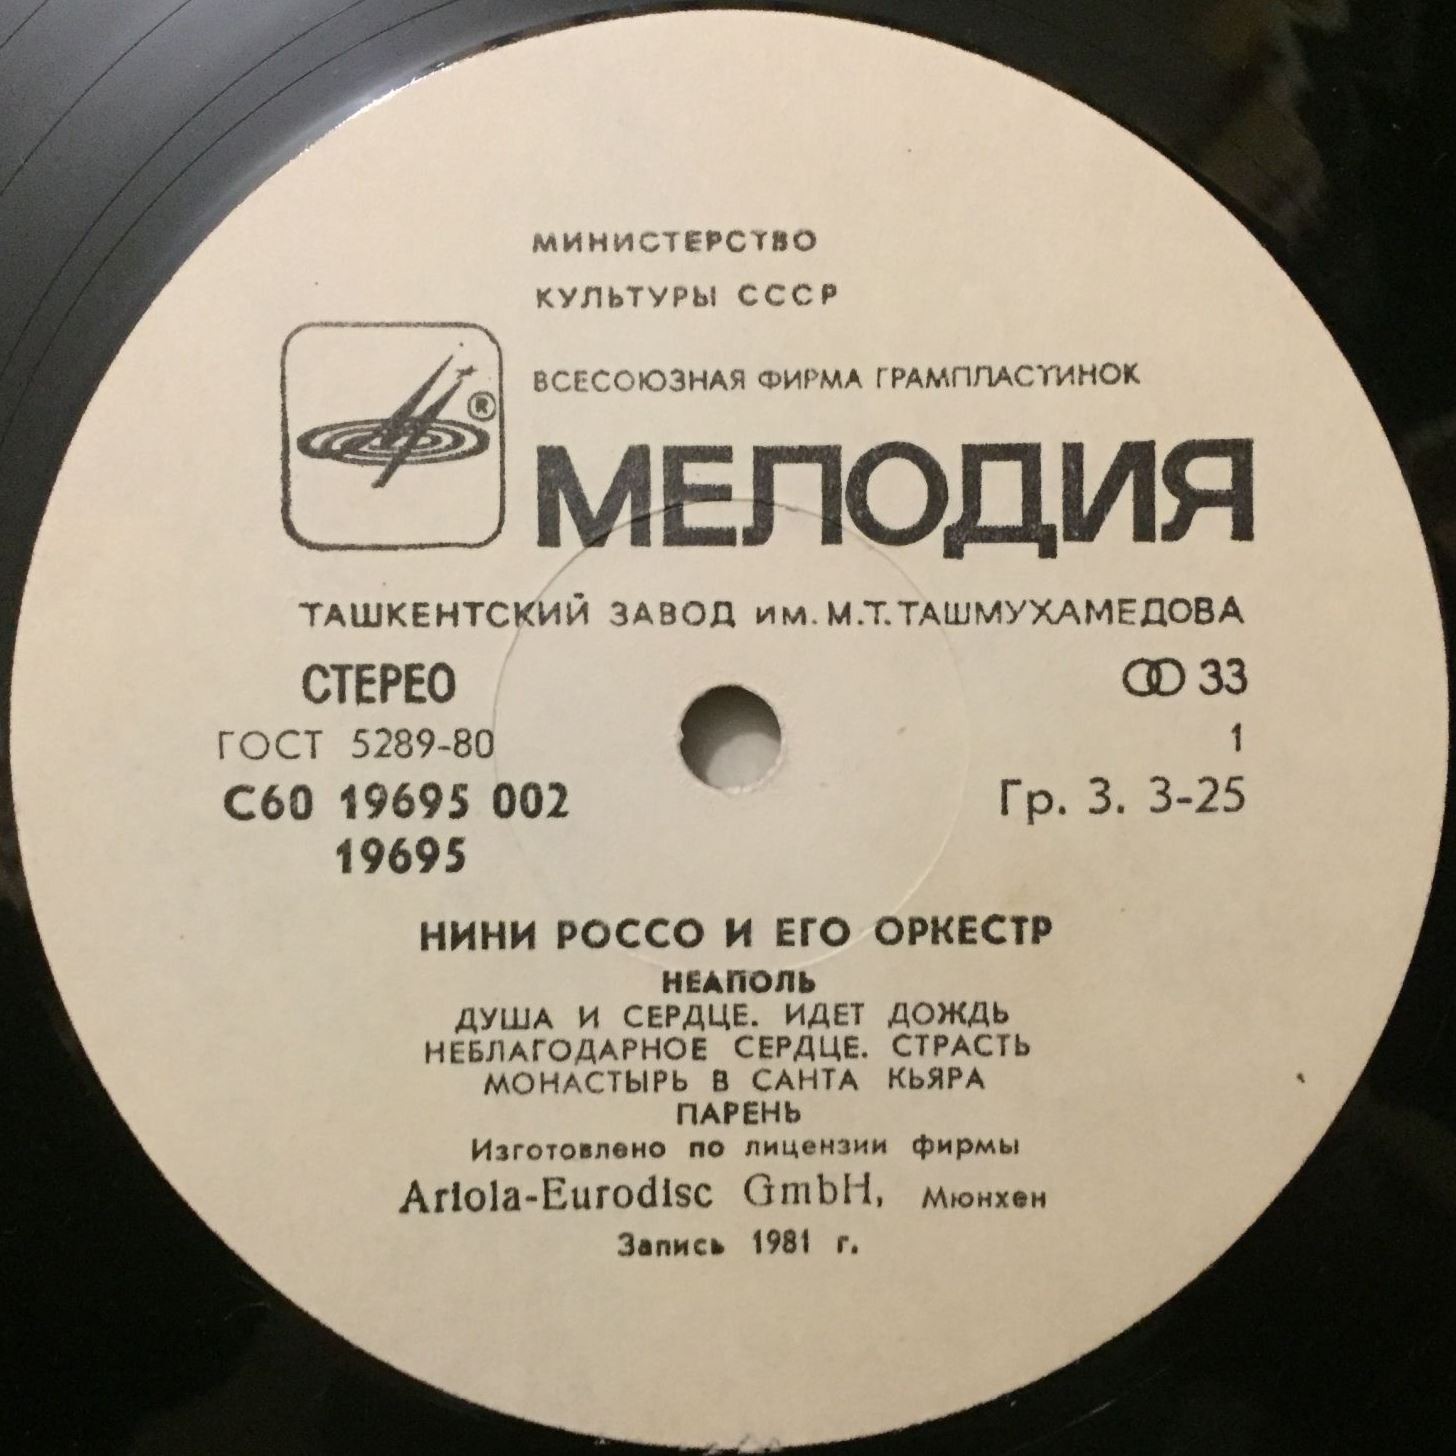 МИНИСТЕРСТВО
КУЛЬТУРЫ СССР
ВСЕСОЮЗНАЯ ФИРМА ГРАМПЛАСТИНОК
®
МЕЛОДИЯ
ТАШКЕНТСКИЙ ЗАВОД им. М.Т. ТАШМУХАМЕДОВА
СТЕРЕО 33
ГОСТ 5289-80 1
С60 19695 002 Гр. 3. 3-25
19695
НИНИ РОССО И ЕГО ОРКЕСТР
НЕАПОЛЬ
ДУША И СЕРДЦЕ. ИДЕТ ДОЖДЬ
НЕБЛАГОДАРНОЕ СЕРДЦЕ. СТРАСТЬ
МОНАСТЫРЬ В САНТА КЬЯРА
ПАРЕНЬ
Изготовлено по лицензии фирмы
Ariola-Eurodisc GmbH, Мюнхен
Запись 1981 г.